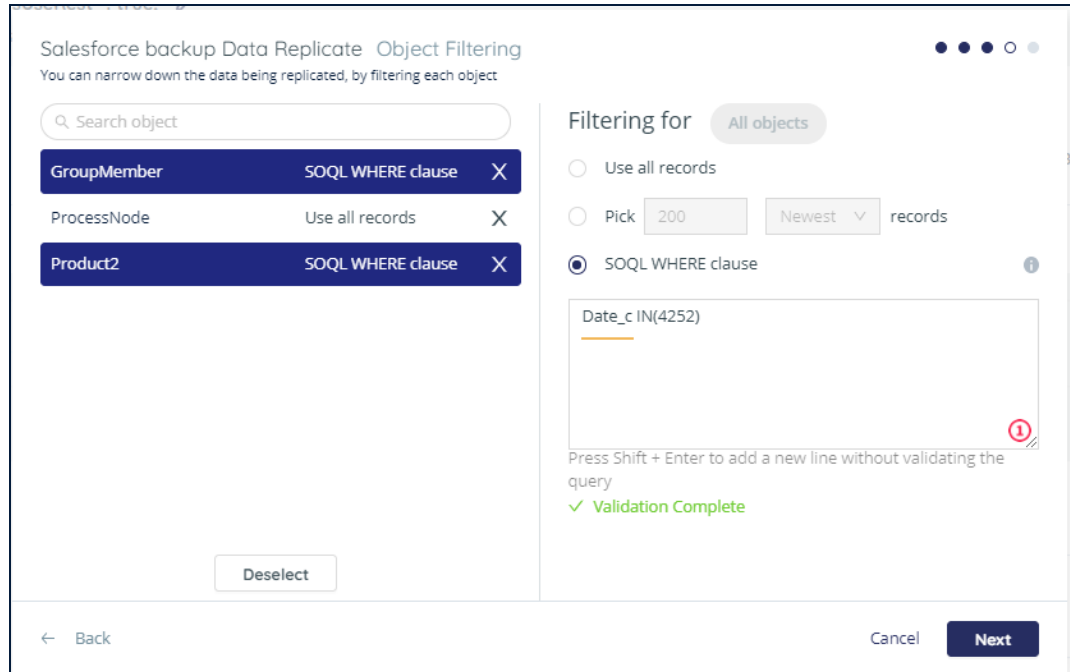 Salesforce backup Data Replicate Object Filtering
You can narrow down the data being replicated, by filtering each object
Search object
GroupMember SOQL WHERE clause X
ProcessNode Use all records X
Product2 SOQL WHERE clause X
Deselect
Filtering for All objects
Use all records
Pick 200 Newest records
SOQL WHERE clause
Date_c IN(4252)
1
Press Shift + Enter to add a new line without validating the
query
Validation Complete
Back
Cancel Next